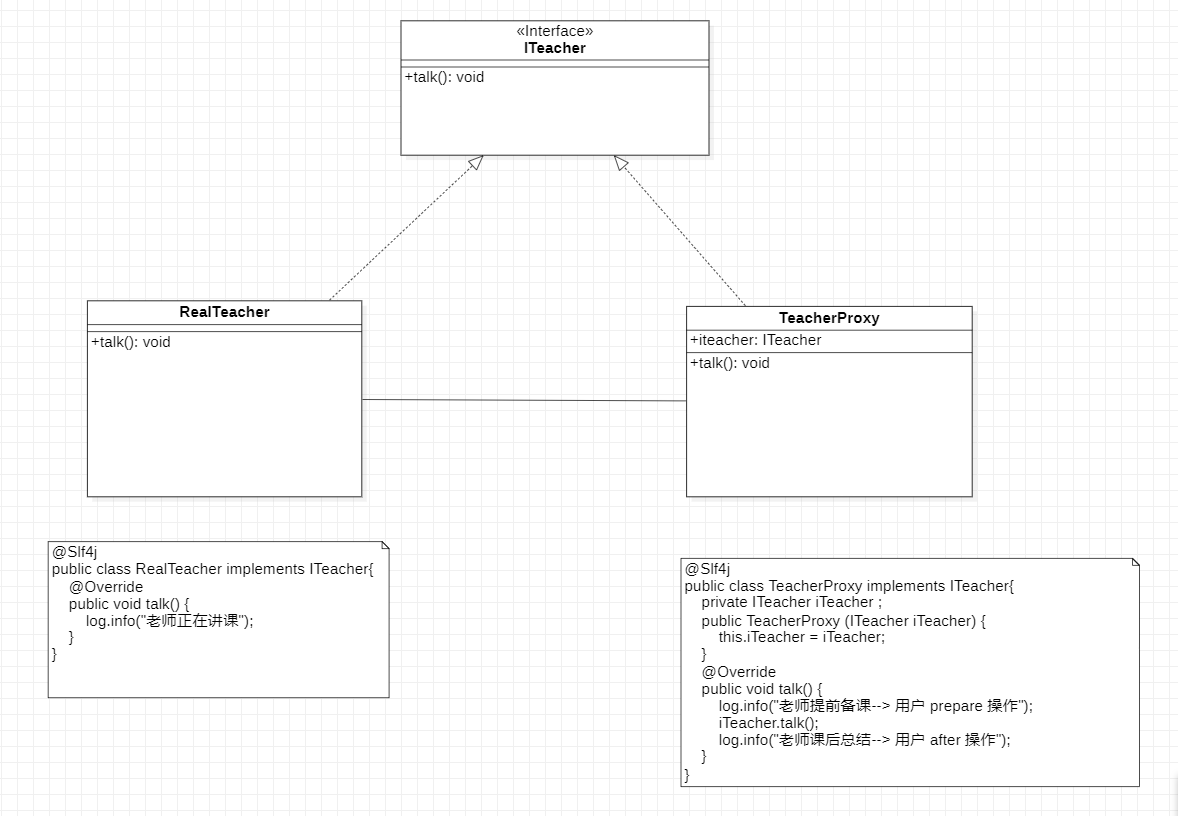 «Interface»
ITeacher
+talk(): void
RealTeacher
+talk(): void
TeacherProxy
+iteacher: ITeacher
+talk(): void
@Slf4j
public class RealTeacher implements ITeacher{
    @Override
    public void talk() {
        log.info("老师正在讲课");
    }
}
@Slf4j
public class TeacherProxy implements ITeacher{
    private ITeacher iTeacher ;
    public TeacherProxy (ITeacher iTeacher) {
        this.iTeacher = iTeacher;
    }
    @Override
    public void talk() {
        log.info("老师提前备课--> 用户 prepare 操作");
        iTeacher.talk();
        log.info("老师课后总结--> 用户 after 操作");
    }
}